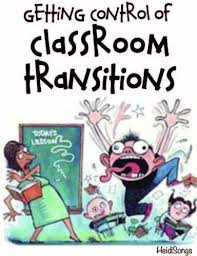 GETTING CONTROL OF
CLASSROOM
TRANSITIONS
TODAY'S
LESSON
HeidiSongs